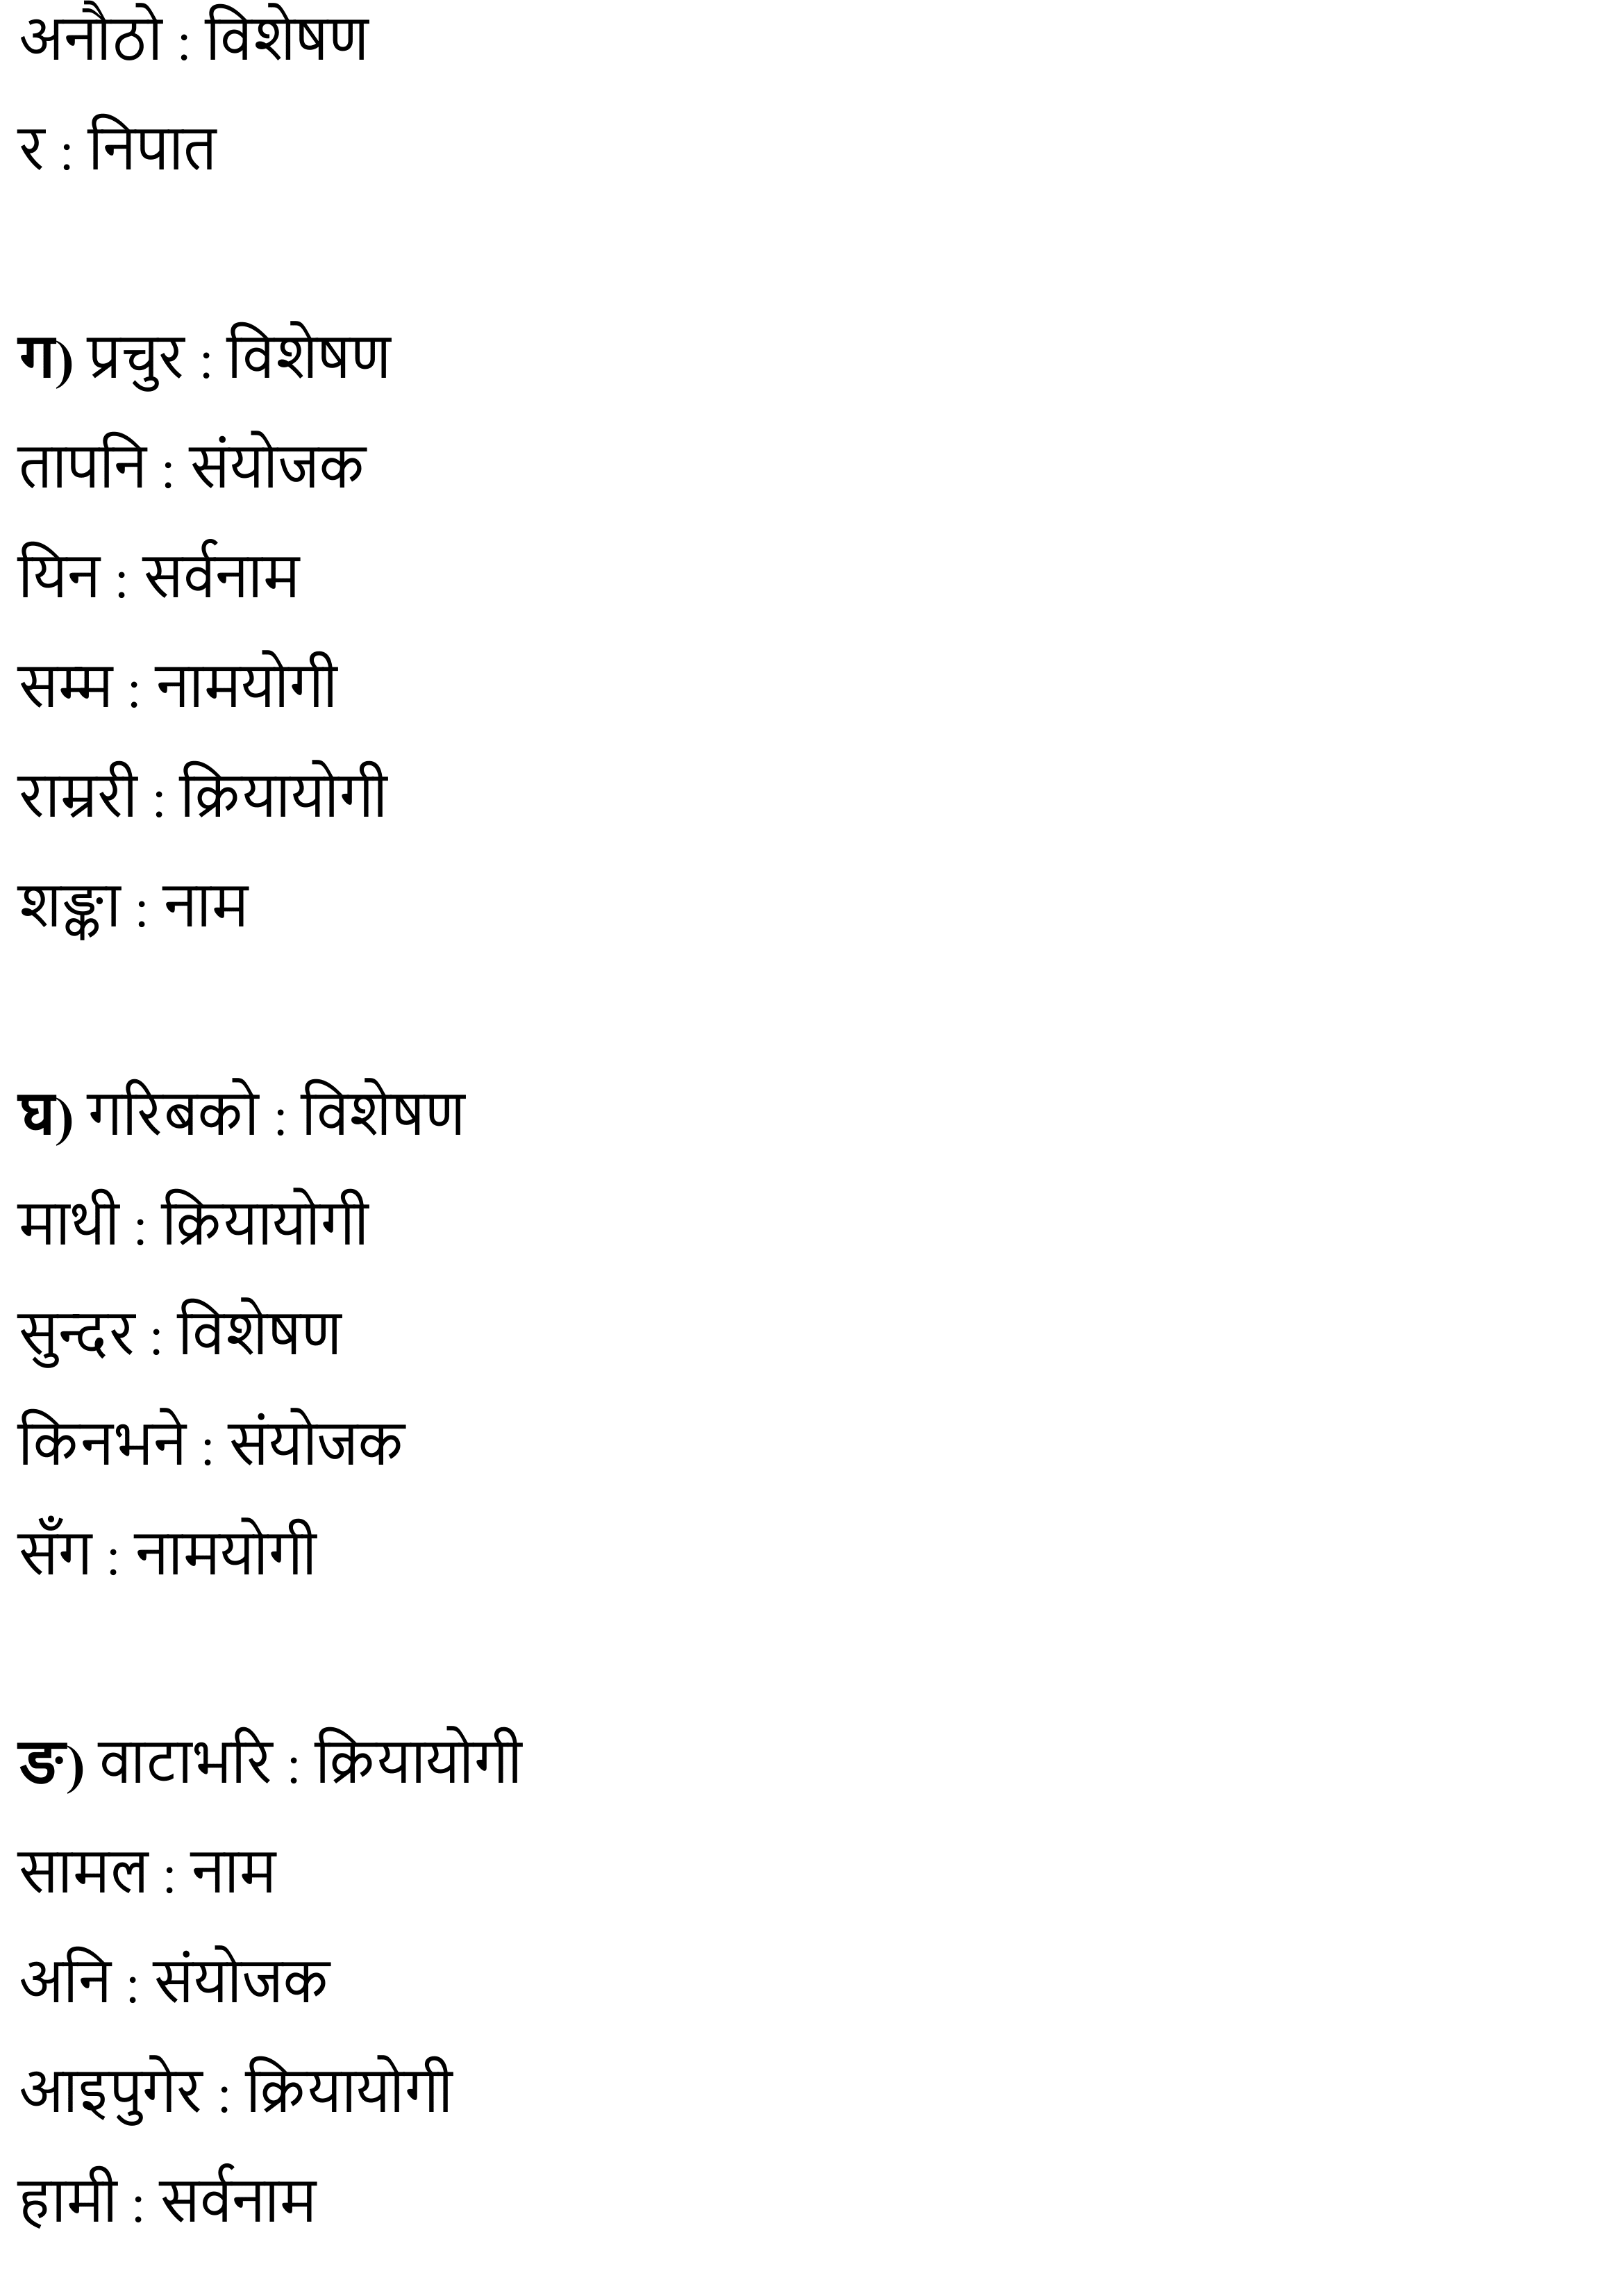 अनौठो : विशेषण
र : निपात
ग) प्रचुर : विशेषण
तापनि : संयोजक
यिन : सर्वनाम
सम्म : नामयोगी
राम्ररी : क्रियायोगी
शङ्का : नाम
घ) गरिबको : विशेषण
माथी : क्रियायोगी
सुन्दर : विशेषण
किनभने : संयोजक
सँग : नामयोगी
ङ) वाटाभरि : क्रियायोगी
सामल : नाम
अनि : संयोजक
आइपुगेर : क्रियायोगी
हामी : सर्वनाम